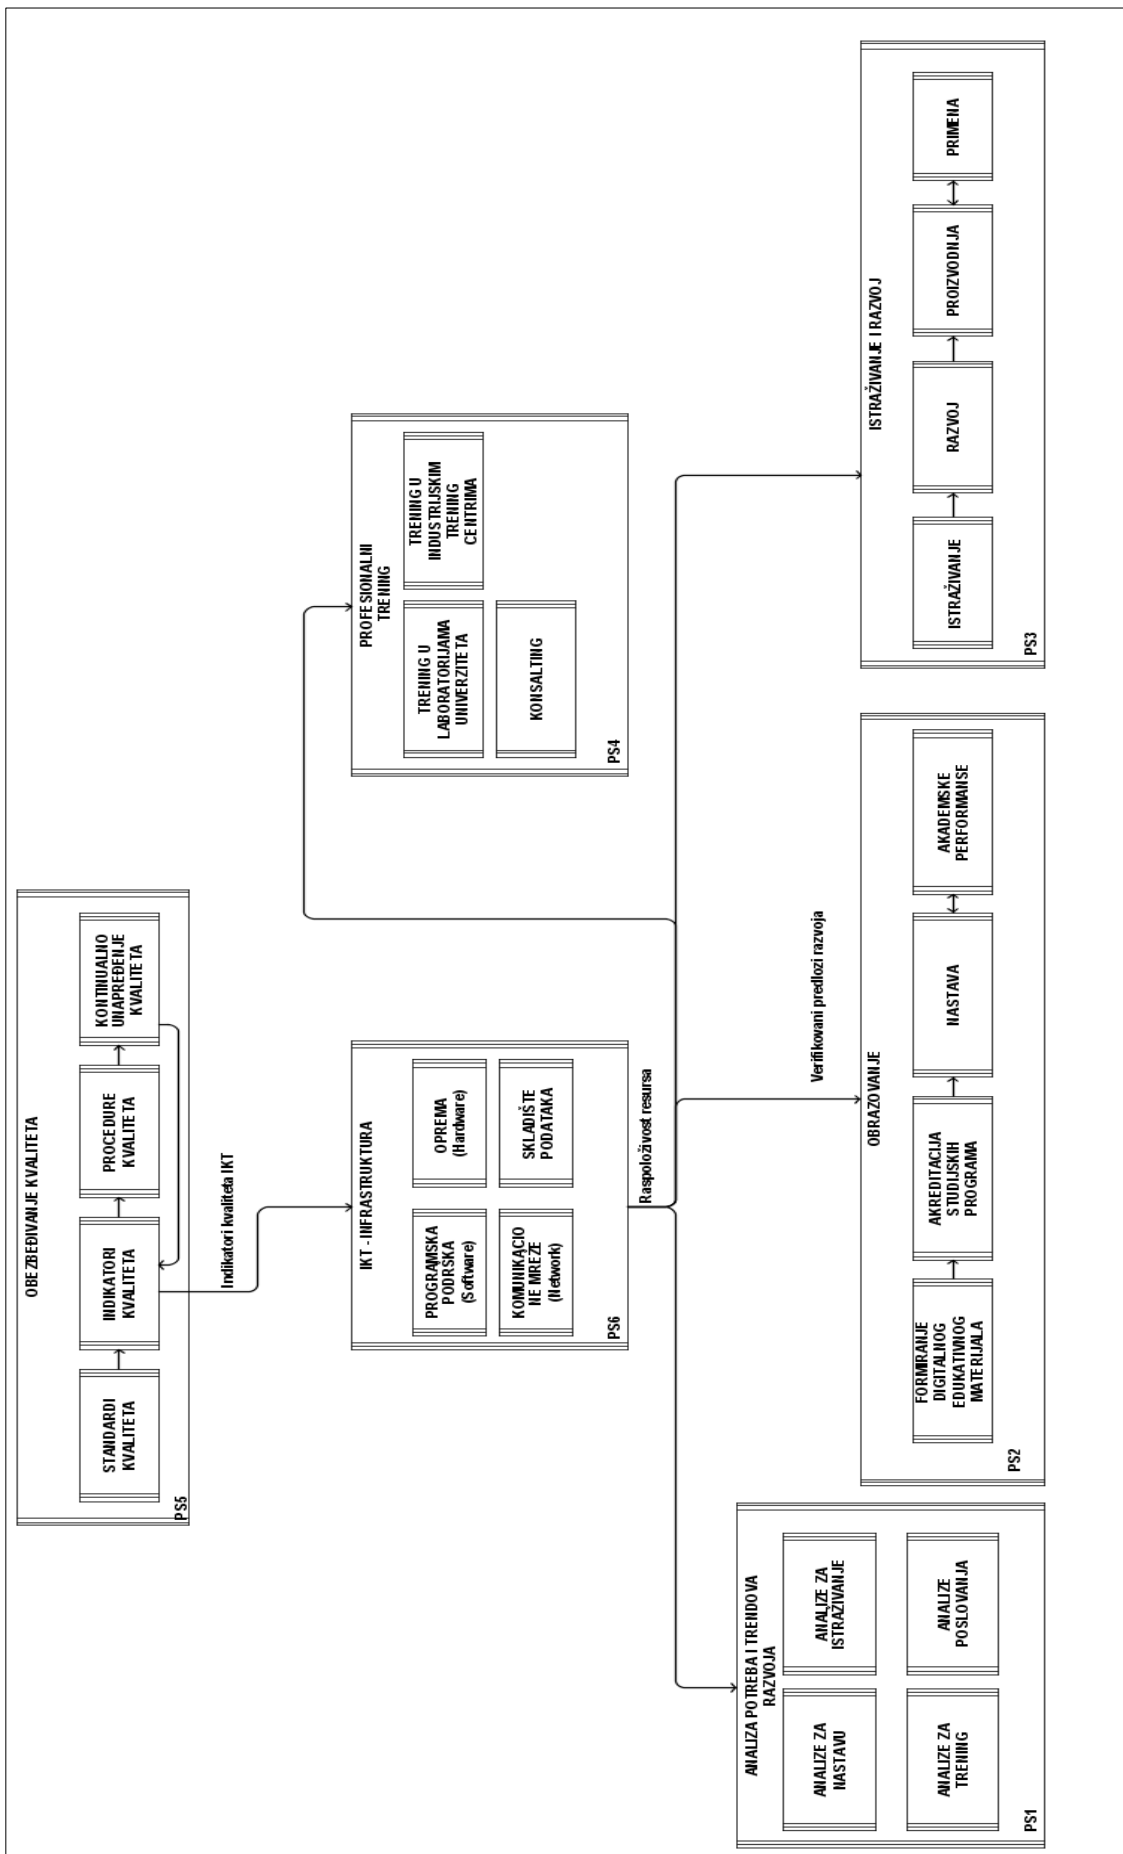 OBEZBEĐIVANJE KVALITETA
STANDARDI
KVALITETA
INDIKATORI
KVALITETA
PROCEDURE
KVALITETA
KONTINUALNO
UNAPREĐENJE
KVALITETA
PS5
Indikatori kvaliteta IKT
IKT - INFRASTRUKTURA
PROGRAMSKA
PODRSKA
(Software)
OPREMA
(Hardware)
KOMUNIKACIO
NE MREŽE
(Network)
SKLADIŠTE
PODATAKA
PS6
Raspoloživost resursa
PROFESIONALNI
TRENING
TRENING U
LABORATORIJAMA
UNIVERZITETA
TRENING U
INDUSTRIJSKIM
TRENING
CENTRIMA
KONSALTING
PS4
ANALIZA POTREBA I TRENDOVA
RAZVOJA
ANALIZE ZA
NASTAVU
ANALIZE ZA
ISTRAŽIVANJE
ANALIZE ZA
TRENING
ANALIZE
POSLOVANJA
PS1
Verifikovani predlozi razvoja
OBRAZOVANJE
FORMIRANJE
DIGITALNOG
EDUKATIVNOG
MATERIJALA
AKREDITACIJA
STUDIJSKIH
PROGRAMA
NASTAVA
AKADEMSKE
PERFORMANSE
PS2
ISTRAŽIVANJE I RAZVOJ
ISTRAŽIVANJE
RAZVOJ
PROIZVODNJA
PRIMENA
PS3